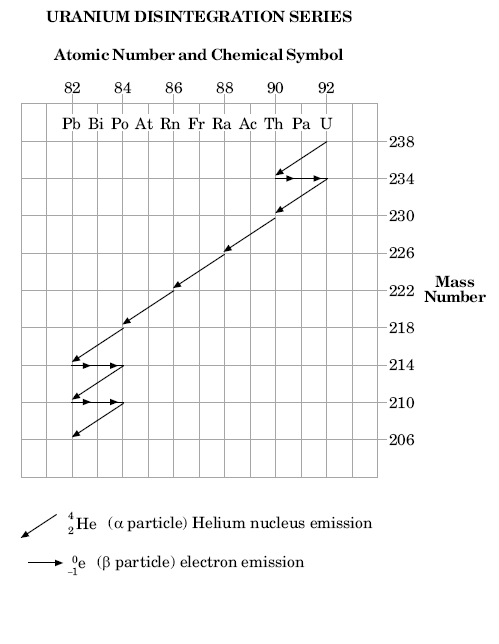 URANIUM DISINTEGRATION SERIES
Atomic Number and Chemical Symbol
82 84 86 88 90 92
Pb Bi Po At Rn Fr Ra Ac Th Pa U
238
234
230
226
222
218
214
210
206
Mass
Number
⁴₂He (α particle) Helium nucleus emission
⁰₋₁e (β particle) electron emission